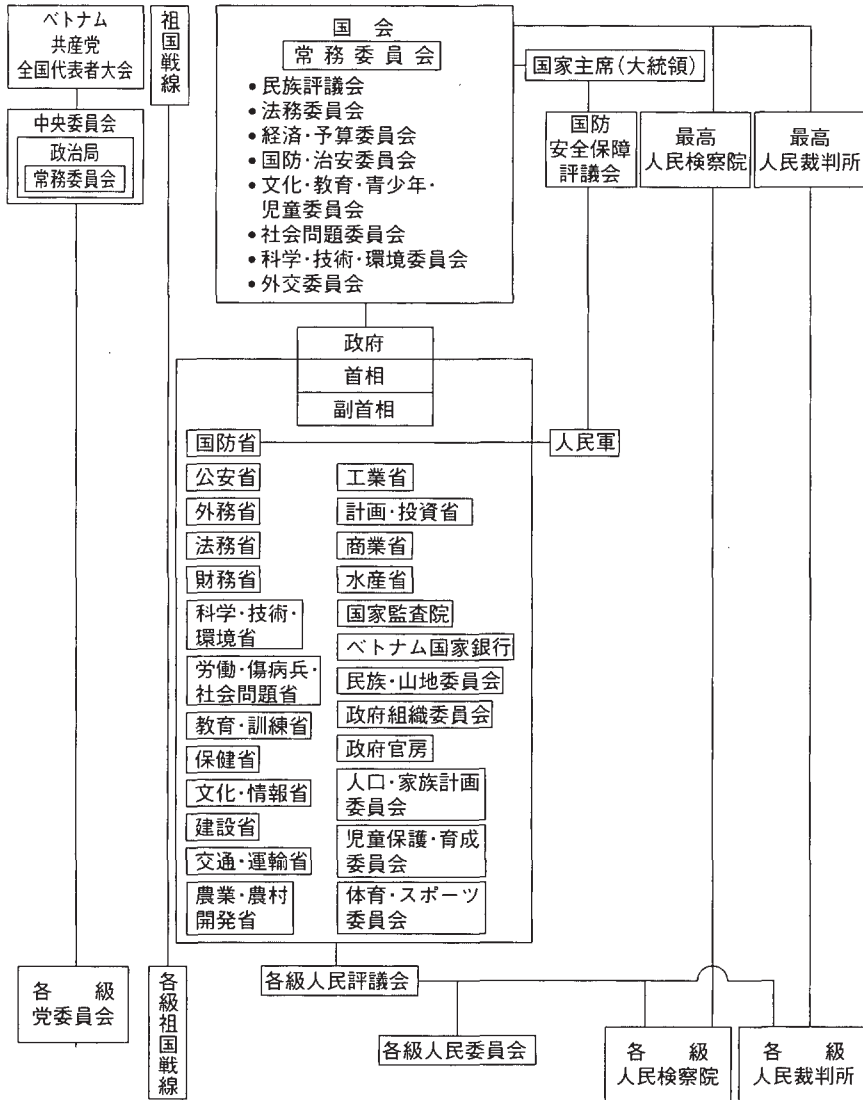 ベトナム
共産党
全国代表者大会
中央委員会
政治局
常務委員会
祖国戦線
国会
常務委員会
•民族評議会
•法務委員会
•経済・予算委員会
•国防・治安委員会
•文化・教育・青少年・
児童委員会
•社会問題委員会
•科学・技術・環境委員会
•外交委員会
国家主席(大統領)
国防
安全保障
評議会
最高
人民検察院
最高
人民裁判所
政府
首相
副首相
国防省
人民軍
公安省
外務省
法務省
財務省
科学・技術・
環境省
労働・傷病兵・
社会問題省
教育・訓練省
保健省
文化・情報省
建設省
交通・運輸省
農業・農村
開発省
工業省
計画・投資省
商業省
水産省
国家監査院
ベトナム国家銀行
民族・山地委員会
政府組織委員会
政府官房
人口・家族計画
委員会
児童保護・育成
委員会
体育・スポーツ
委員会
各級
党委員会
各級祖国戦線
各級人民評議会
各級人民委員会
各級
人民検察院
各級
人民裁判所